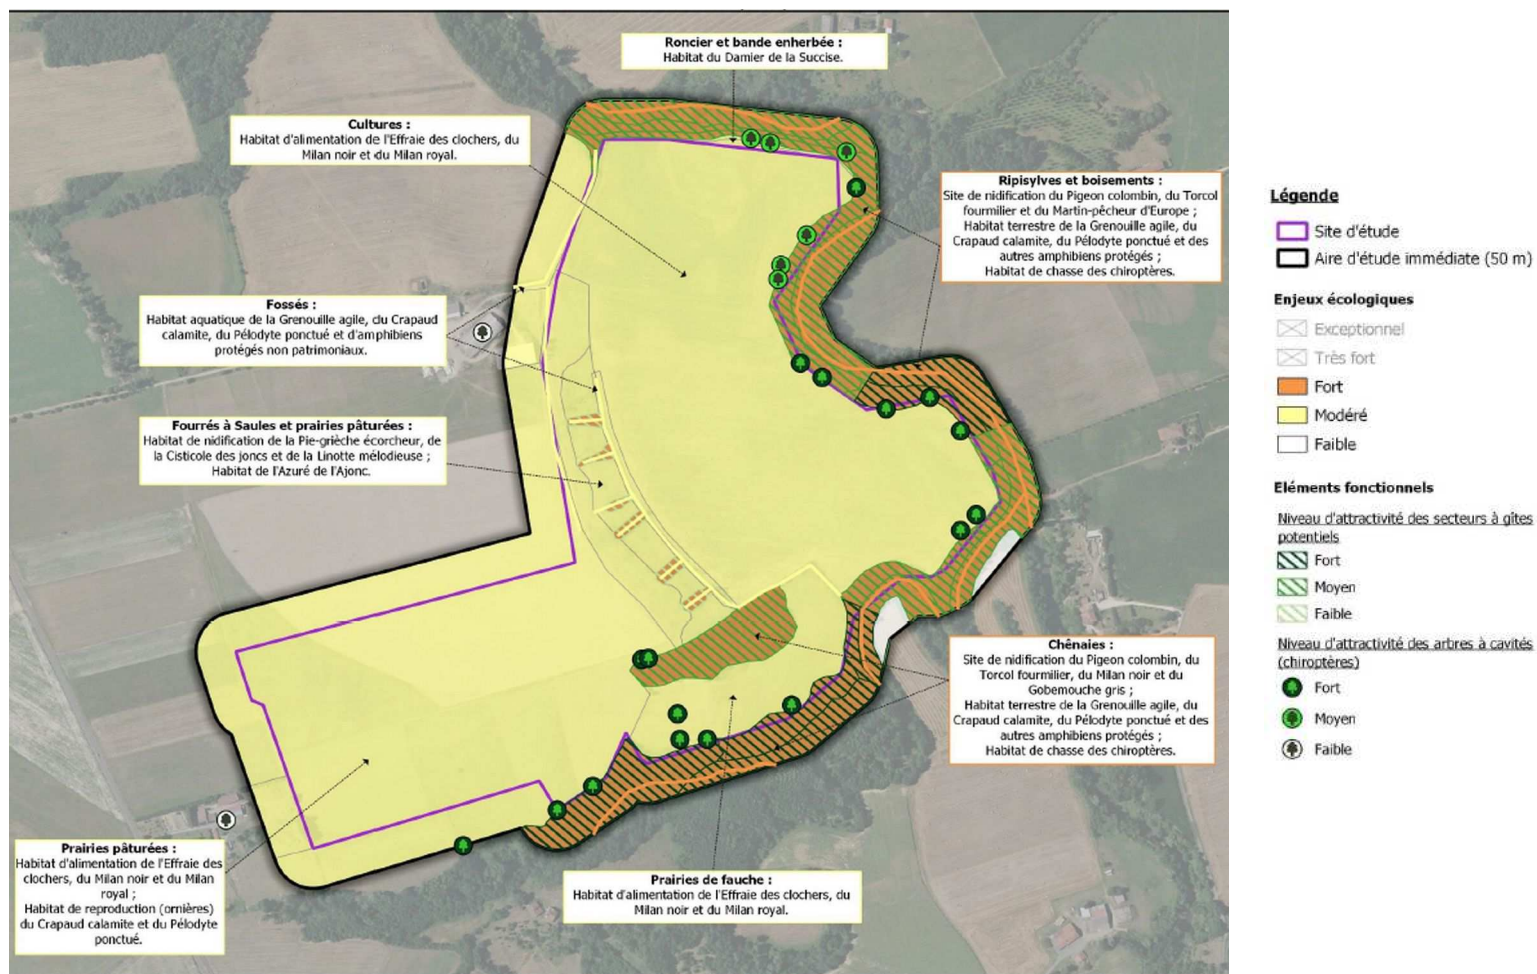 Roncier et bande enherbée :
Habitat du Damier de la Succise.
Cultures :
Habitat d'alimentation de l'Effraie des clochers, du
Milan noir et du Milan royal.
Ripisylves et boisements :
Site de nidification du Pigeon colombin, du Torcol
fourmilier et du Martin-pêcheur d'Europe ;
Habitat terrestre de la Grenouille agile, du
Crapaud calamite, du Pélodyte ponctué et des
autres amphibiens protégés ;
Habitat de chasse des chiroptères.
Fossés :
Habitat aquatique de la Grenouille agile, du Crapaud
calamite, du Pélodyte ponctué et d'amphibiens
protégés non patrimoniaux.
Fourrés à Saules et prairies pâturées :
Habitat de nidification de la Pie-grièche écorcheur, de
la Cisticole des joncs et de la Linotte mélodieuse ;
Habitat de l'Azuré de l'Ajonc.
Chênaies :
Site de nidification du Pigeon colombin, du
Torcol fourmilier, du Milan noir et du
Gobemouche gris ;
Habitat terrestre de la Grenouille agile, du
Crapaud calamite, du Pélodyte ponctué et des
autres amphibiens protégés ;
Habitat de chasse des chiroptères.
Prairies pâturées :
Habitat d'alimentation de l'Effraie des
clochers, du Milan noir et du Milan
royal ;
Habitat de reproduction (ornières)
du Crapaud calamite et du Pélodyte
ponctué.
Prairies de fauche :
Habitat d'alimentation de l'Effraie des clochers, du
Milan noir et du Milan royal.
Légende
Site d'étude
Aire d'étude immédiate (50 m)
Enjeux écologiques
Exceptionnel
Très fort
Fort
Modéré
Faible
Eléments fonctionnels
Niveau d'attractivité des secteurs à gîtes
potentiels
Fort
Moyen
Faible
Niveau d'attractivité des arbres à cavités
(chiroptères)
Fort
Moyen
Faible